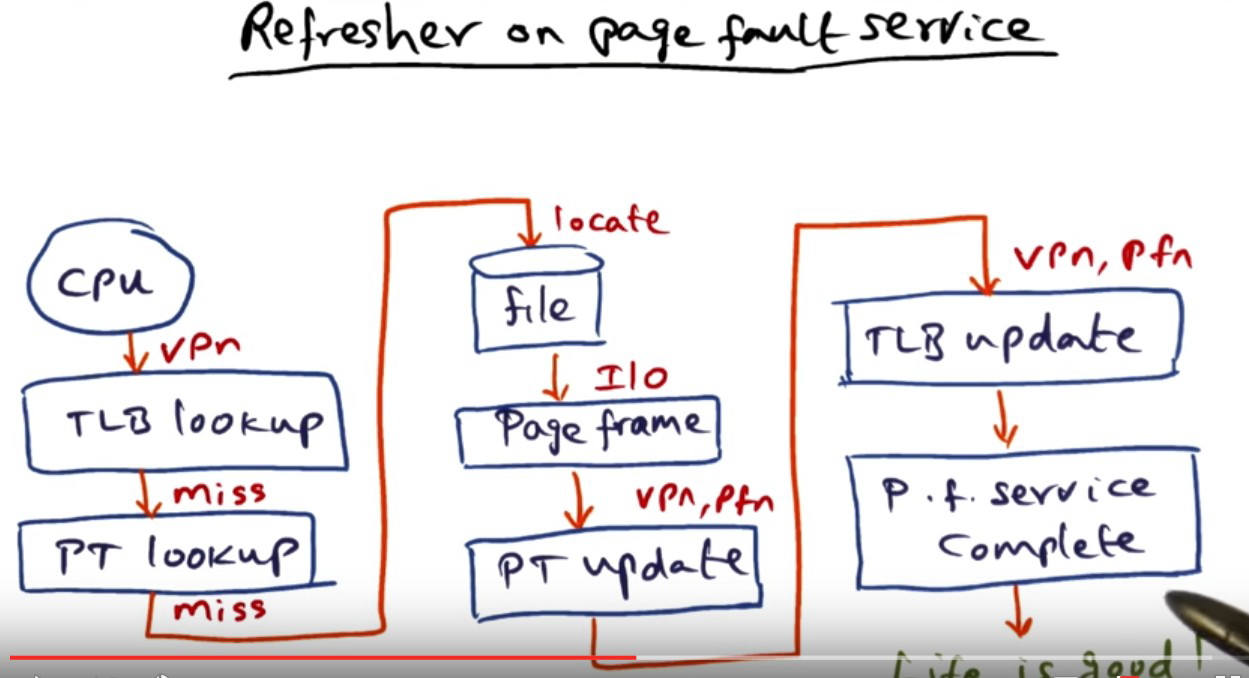 Refresher on page fault service
CPU
VPn
TLB lookup
miss
PT lookup
miss
locate
file
I/O
Page frame
VPn, Pfn
PT update
VPn, Pfn
TLB update
P.f. service
Complete
Life is good!